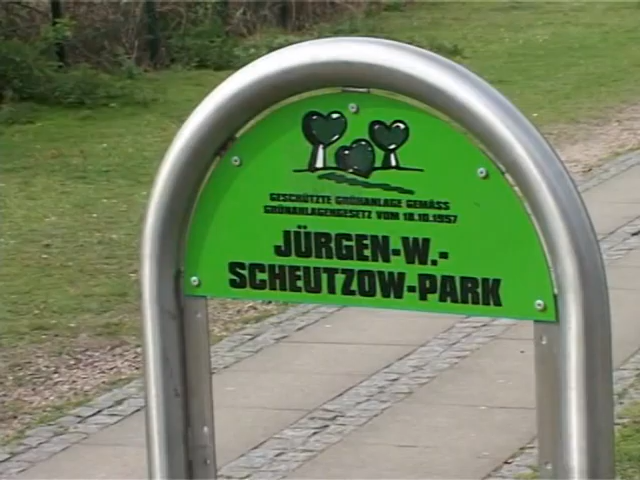 GESCHÜTZTE GRÜNANLAGE GEMÄSS
GRÜNANLAGENGESETZ VOM 18.10.1957
JÜRGEN-W.-
SCHEUTZOW-PARK